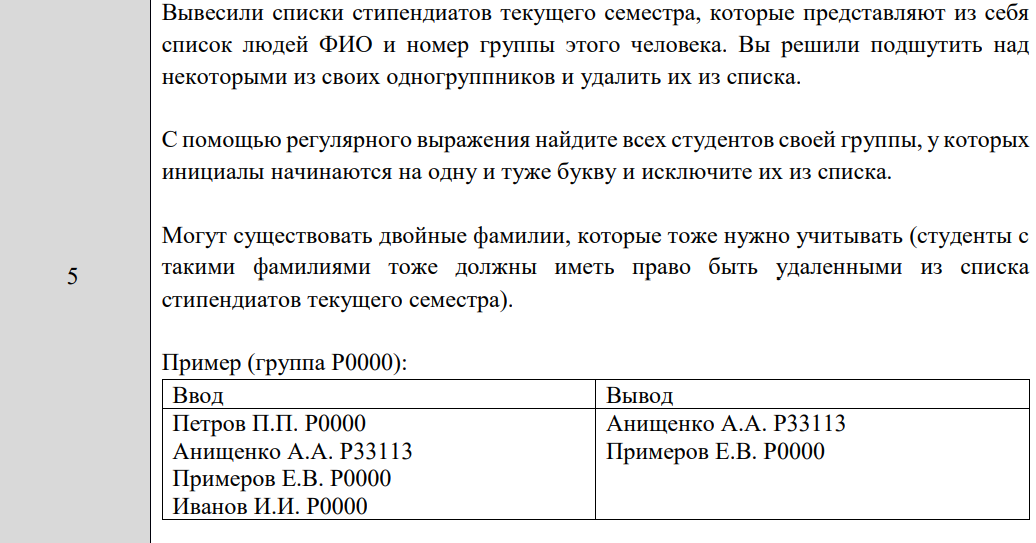 Вывесили списки стипендиатов текущего семестра, которые представляют из себя
список людей ФИО и номер группы этого человека. Вы решили подшутить над
некоторыми из своих одногруппников и удалить их из списка.
С помощью регулярного выражения найдите всех студентов своей группы, у которых
инициалы начинаются на одну и туже букву и исключите их из списка.
Могут существовать двойные фамилии, которые тоже нужно учитывать (студенты с
5
такими фамилиями тоже должны иметь право быть удаленными из списка
стипендиатов текущего семестра).
Пример (группа P0000):
Ввод Вывод
Петров П.П. P0000 Анищенко А.А. P33113
Анищенко А.А. P33113 Примеров Е.В. P0000
Примеров Е.В. P0000
Иванов И.И. P0000